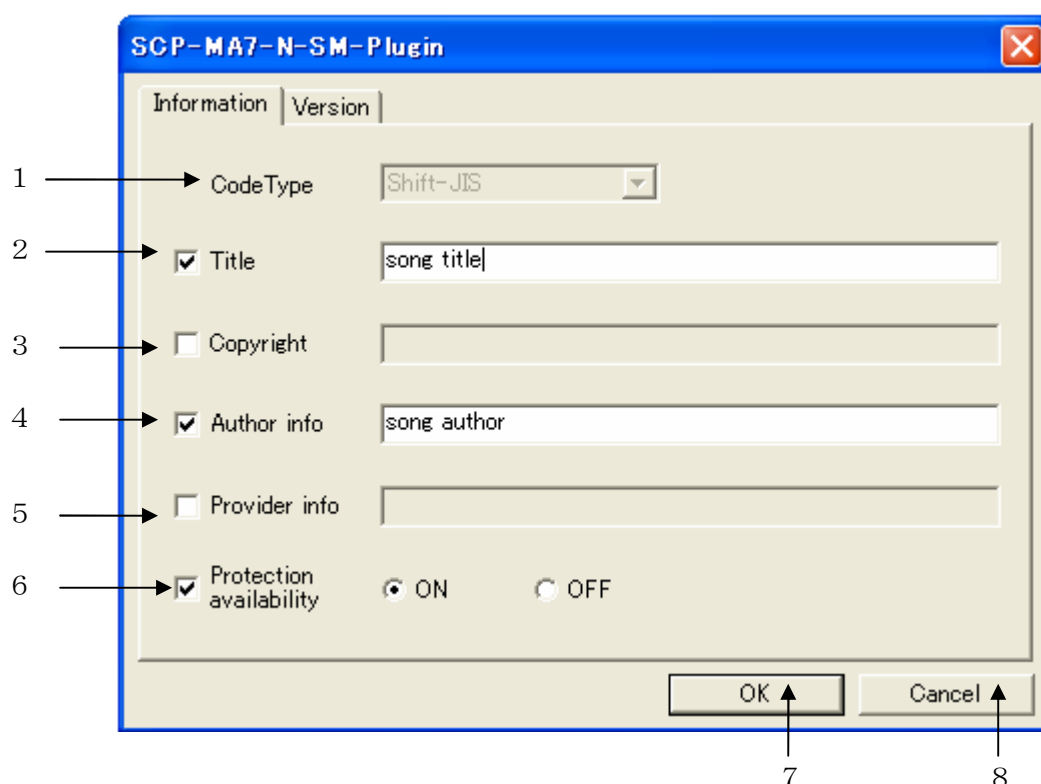 SCP-MA7-N-SM-Plugin
Information Version
1 CodeType Shift-JIS
2 Title song title
3 Copyright
4 Author info song author
5 Provider info
6 Protection availability ON OFF
OK Cancel
7 8